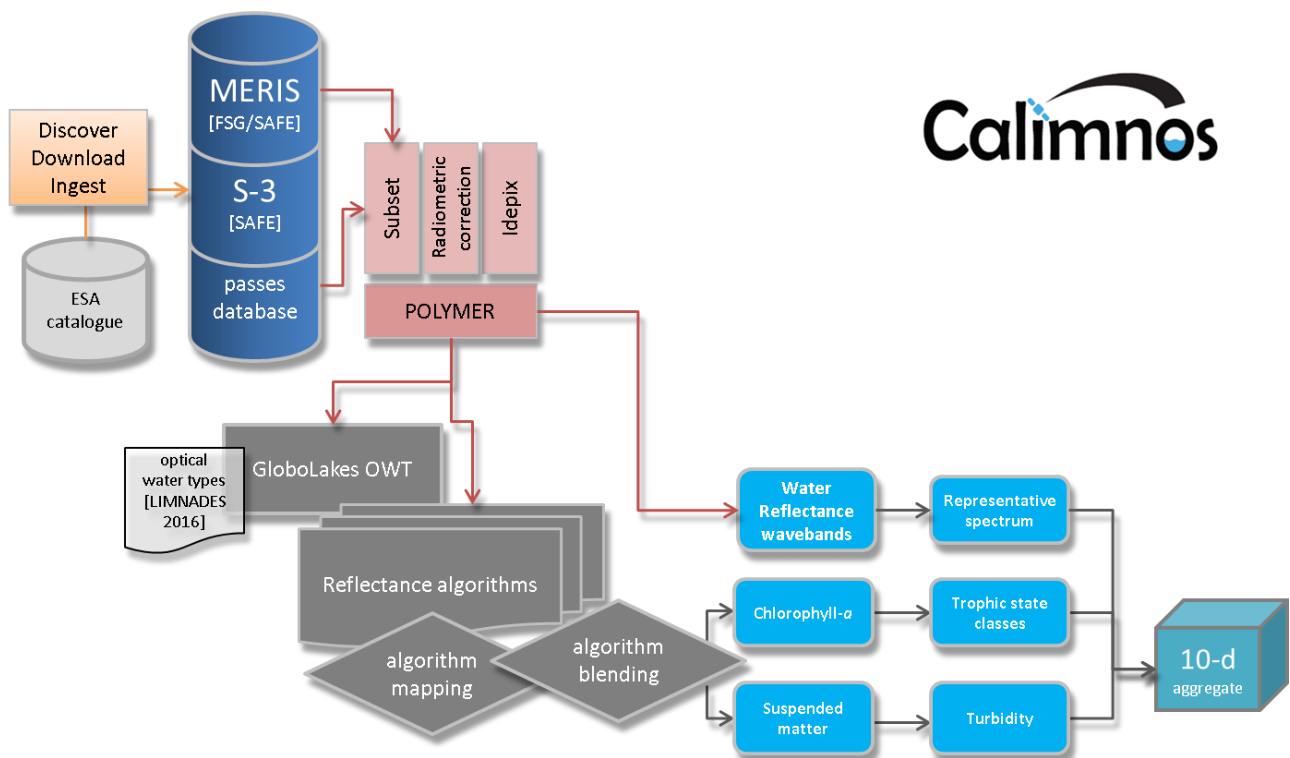 Calimnos
Discover
Download
Ingest
ESA
catalogue
MERIS
[FSG/SAFE]
S-3
[SAFE]
passes
database
Subset
Radiometric
correction
Idepix
POLYMER
optical
water types
[LIMNADES
2016]
GloboLakes OWT
Reflectance algorithms
algorithm
mapping
algorithm
blending
Water
Reflectance
wavebands
Representative
spectrum
Chlorophyll-a
Trophic state
classes
Suspended
matter
Turbidity
10-d
aggregate